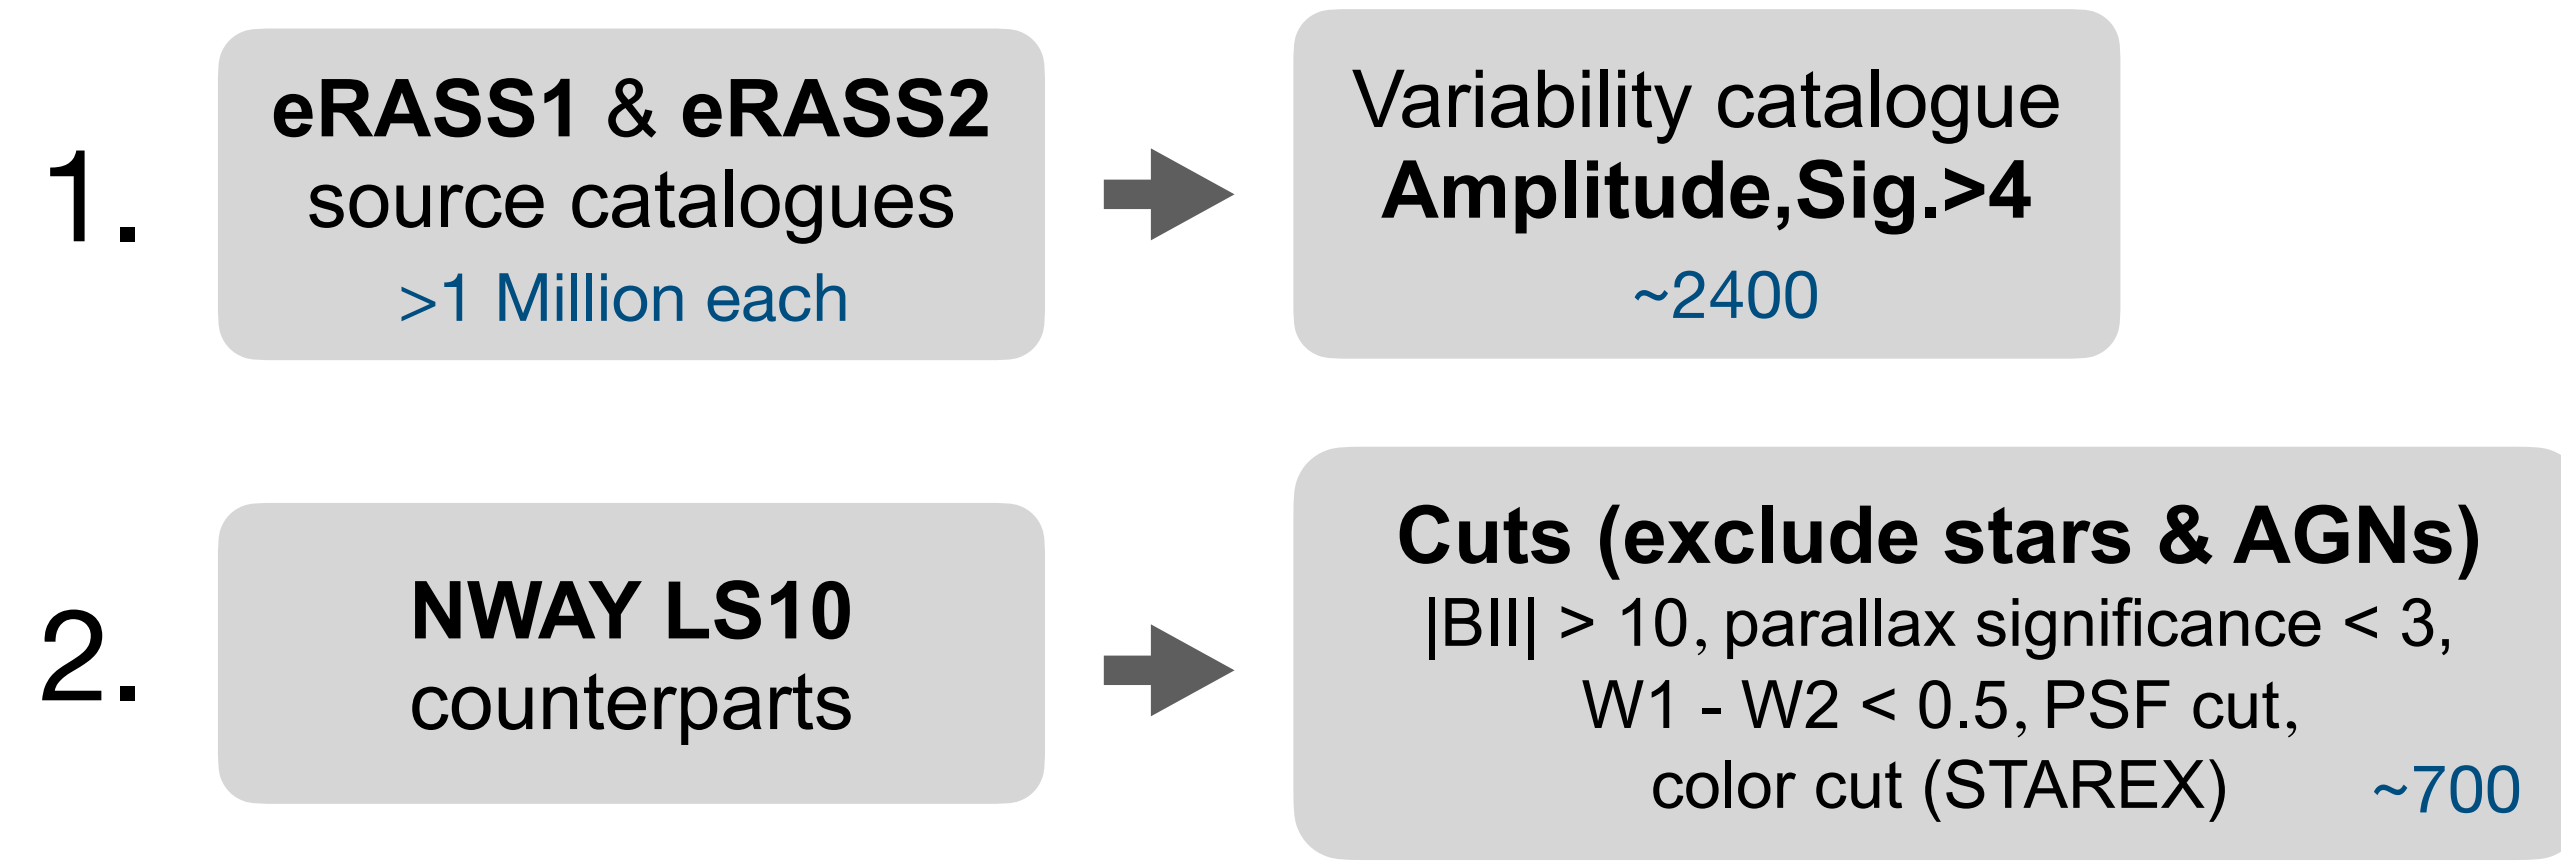 1.
eRASS1 & eRASS2
source catalogues
>1 Million each
Variability catalogue
Amplitude,Sig.>4
~2400
2.
NWAY LS10
counterparts
Cuts (exclude stars & AGNs)
|BII| > 10, parallax significance < 3,
W1 - W2 < 0.5, PSF cut,
color cut (STAREX) ~700